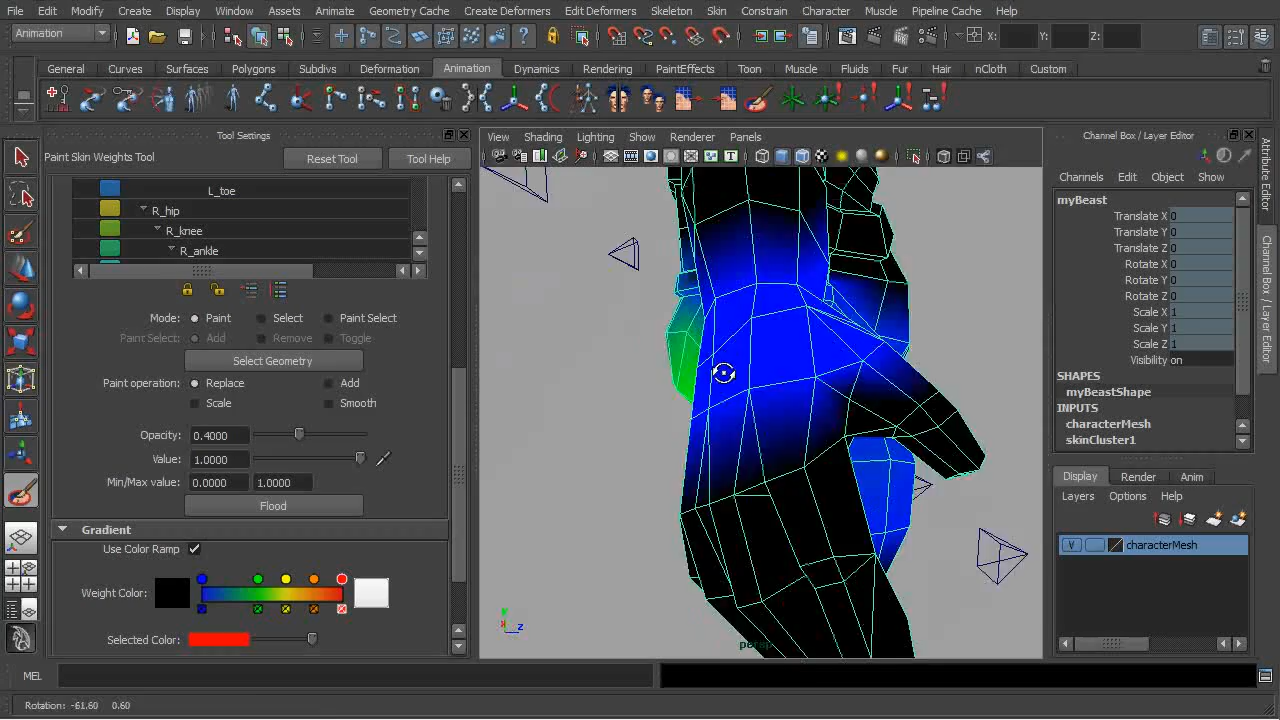 File Edit Modify Create Display Window Assets Animate Geometry Cache Create Deformers Edit Deformers Skeleton Skin Constrain Character Muscle Pipeline Cache Help
Animation X: Y: Z:
General Curves Surfaces Polygons Subdivs Deformation Animation Dynamics Rendering PaintEffects Toon Muscle Fluids Fur Hair nCloth Custom
Tool Settings
Paint Skin Weights Tool Reset Tool Tool Help
L_toe
R_hip
R_knee
R_ankle
Mode: Paint Select Paint Select
Paint Select: Add Remove Toggle
Select Geometry
Paint operation: Replace Add
Scale Smooth
Opacity: 0.4000
Value: 1.0000
Min/Max value: 0.0000 1.0000
Flood
Gradient
Use Color Ramp
Weight Color:
Selected Color:
View Shading Lighting Show Renderer Panels
T
y
x z
persp
Channel Box / Layer Editor
Channels Edit Object Show
myBeast
Translate X 0
Translate Y 0
Translate Z 0
Rotate X 0
Rotate Y 0
Rotate Z 0
Scale X 1
Scale Y 1
Scale Z 1
Visibility on
SHAPES
myBeastShape
INPUTS
characterMesh
skinCluster1
Display Render Anim
Layers Options Help
V characterMesh
Attribute Editor
Channel Box / Layer Editor
MEL
Rotation: -61.60 0.60